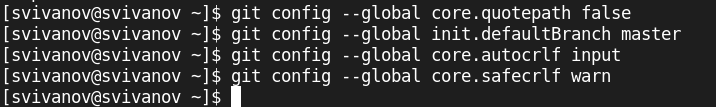 [svivanov@svivanov ~]$ git config --global core.quotepath false
[svivanov@svivanov ~]$ git config --global init.defaultBranch master
[svivanov@svivanov ~]$ git config --global core.autocrlf input
[svivanov@svivanov ~]$ git config --global core.safecrlf warn
[svivanov@svivanov ~]$